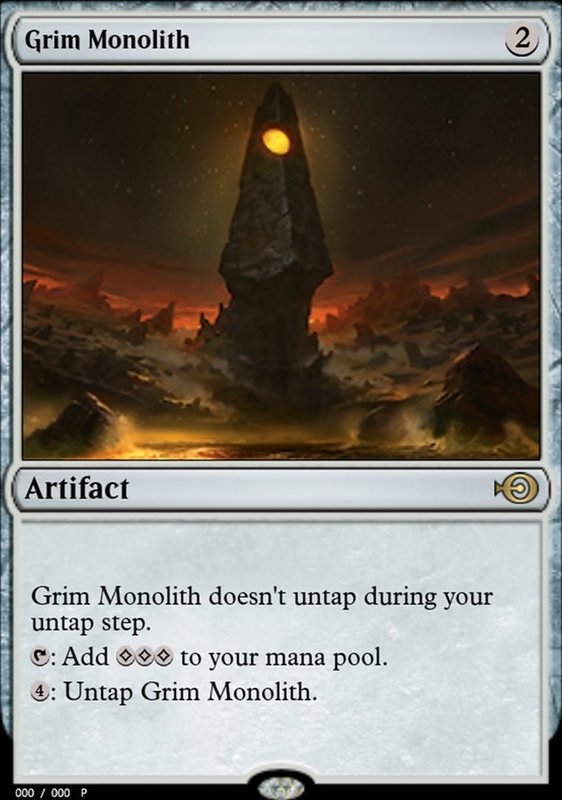 Grim Monolith 2
Artifact
Grim Monolith doesn't untap during your
untap step.
: Add to your mana pool.
4: Untap Grim Monolith.
000 / 000 P